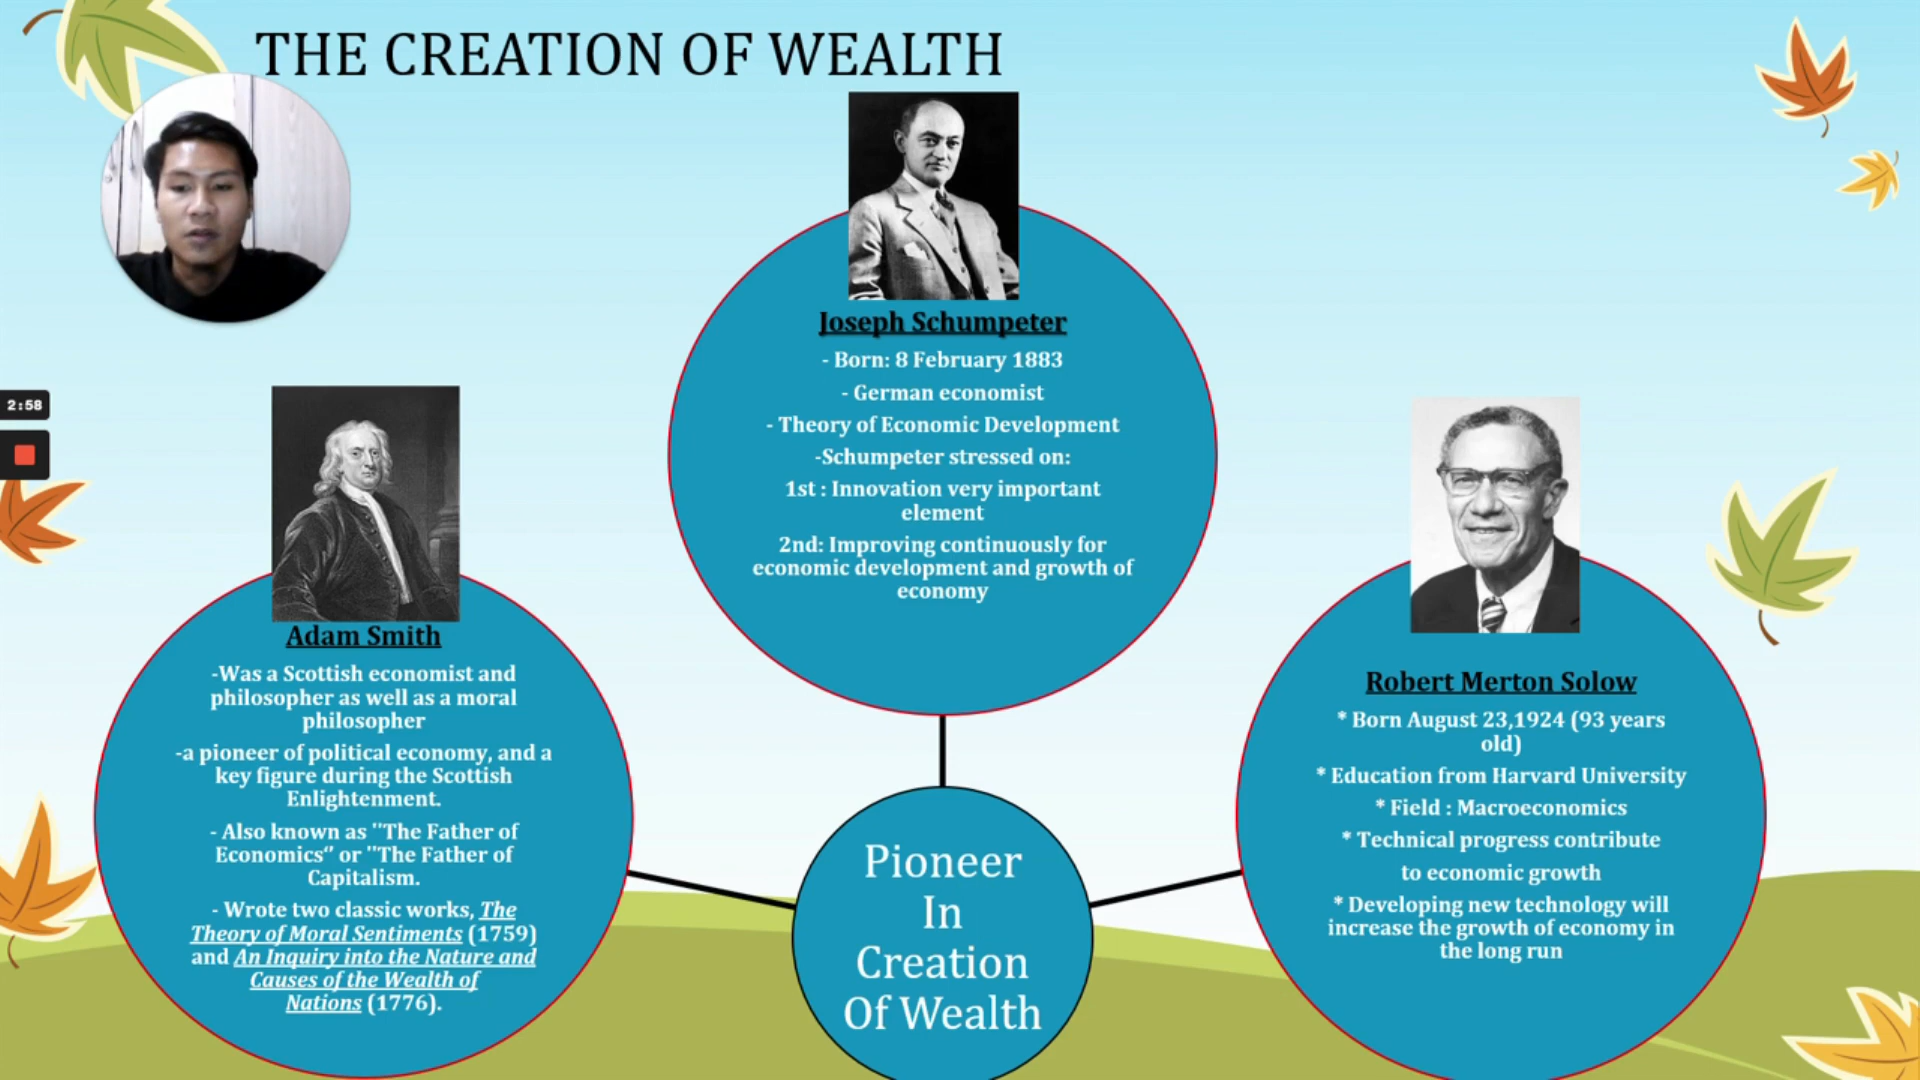 THE CREATION OF WEALTH
2:58
Joseph Schumpeter
- Born: 8 February 1883
- German economist
- Theory of Economic Development
-Schumpeter stressed on:
1st : Innovation very important
element
2nd: Improving continuously for
economic development and growth of
economy
Adam Smith
-Was a Scottish economist and
philosopher as well as a moral
philosopher
-a pioneer of political economy, and a
key figure during the Scottish
Enlightenment.
- Also known as "The Father of
Economics" or "The Father of
Capitalism.
- Wrote two classic works, The
Theory of Moral Sentiments (1759)
and An Inquiry into the Nature and
Causes of the Wealth of
Nations (1776).
Robert Merton Solow
* Born August 23,1924 (93 years
old)
* Education from Harvard University
* Field : Macroeconomics
* Technical progress contribute
to economic growth
* Developing new technology will
increase the growth of economy in
the long run
Pioneer
In
Creation
Of Wealth